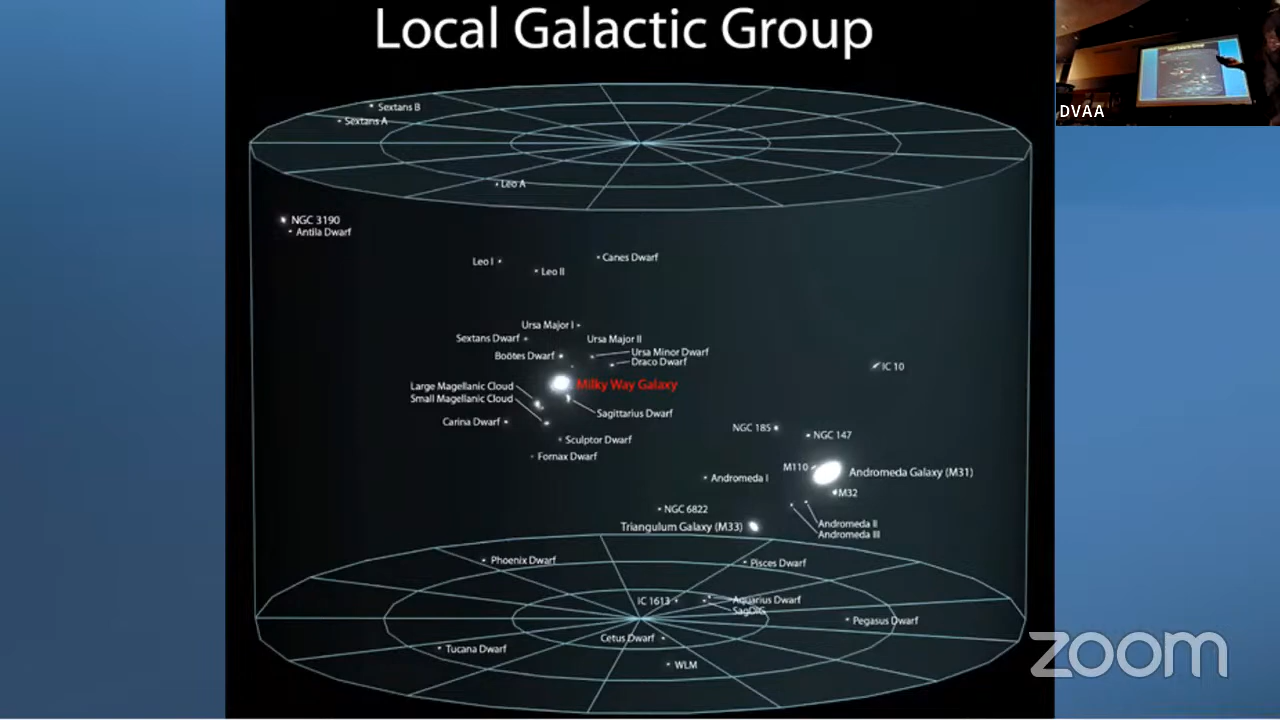 Local Galactic Group
DVAA
Sextans B
Sextans A
Leo A
NGC 3190
Antila Dwarf
Leo I
Leo II
Canes Dwarf
Ursa Major I
Sextans Dwarf
Ursa Major II
Boötes Dwarf
Ursa Minor Dwarf
Draco Dwarf
IC 10
Milky Way Galaxy
Large Magellanic Cloud
Small Magellanic Cloud
Sagittarius Dwarf
Carina Dwarf
NGC 185
NGC 147
Sculptor Dwarf
Fornax Dwarf
M110
Andromeda Galaxy (M31)
Andromeda I
M32
NGC 6822
Triangulum Galaxy (M33)
Andromeda II
Andromeda III
Phoenix Dwarf
Pisces Dwarf
IC 1613
Aquarius Dwarf
SagDIG
Pegasus Dwarf
Cetus Dwarf
Tucana Dwarf
WLM
zoom